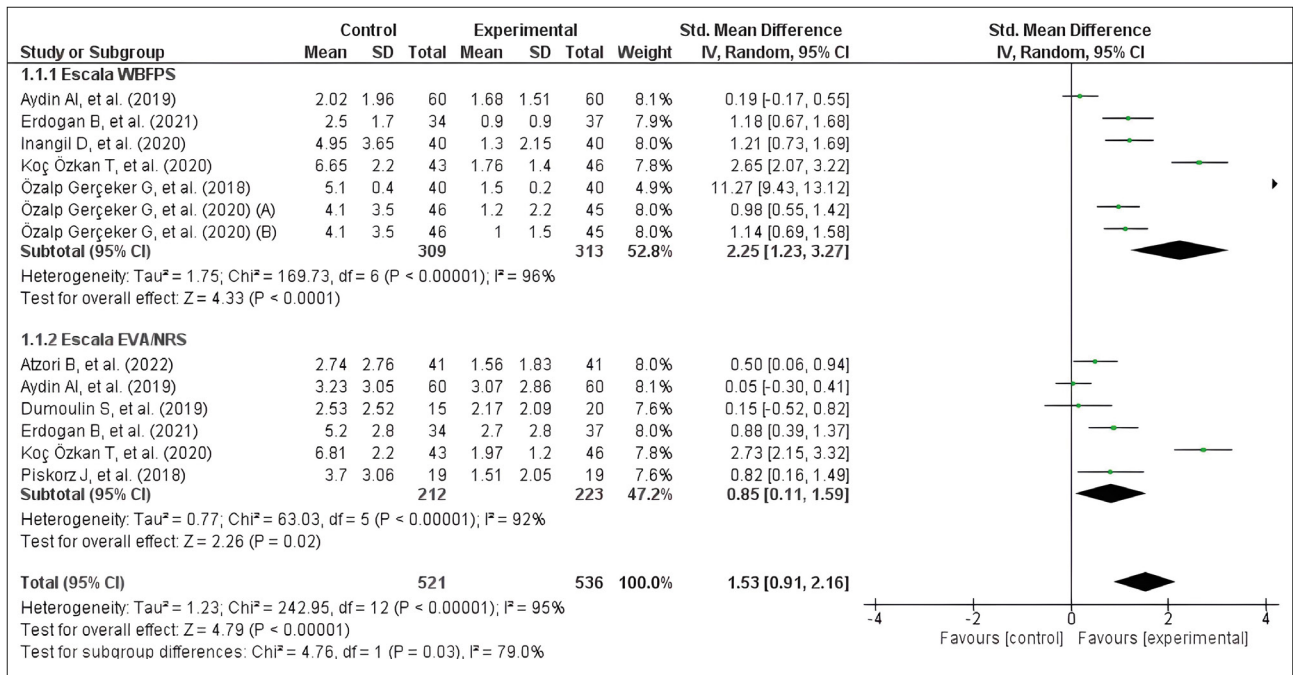 Control Experimental Std. Mean Difference Std. Mean Difference
Study or Subgroup Mean SD Total Mean SD Total Weight IV, Random, 95% CI IV, Random, 95% CI
1.1.1 Escala WBFPS
Aydin AI, et al. (2019) 2.02 1.96 60 1.68 1.51 60 8.1% 0.19 [-0.17, 0.55]
Erdogan B, et al. (2021) 2.5 1.7 34 0.9 0.9 37 7.9% 1.18 [0.67, 1.68]
Inangil D, et al. (2020) 4.95 3.65 40 1.3 2.15 40 8.0% 1.21 [0.73, 1.69]
Koç Özkan T, et al. (2020) 6.65 2.2 43 1.76 1.4 46 7.8% 2.65 [2.07, 3.22]
Özalp Gerçeker G, et al. (2018) 5.1 0.4 40 1.5 0.2 40 4.9% 11.27 [9.43, 13.12]
Özalp Gerçeker G, et al. (2020) (A) 4.1 3.5 46 1.2 2.2 45 8.0% 0.98 [0.55, 1.42]
Özalp Gerçeker G, et al. (2020) (B) 4.1 3.5 46 1 1.5 45 8.0% 1.14 [0.69, 1.58]
Subtotal (95% CI) 309 313 52.8% 2.25 [1.23, 3.27]
Heterogeneity: Tau² = 1.75; Chi² = 169.73, df = 6 (P < 0.00001); I² = 96%
Test for overall effect: Z = 4.33 (P < 0.0001)
1.1.2 Escala EVA/NRS
Atzori B, et al. (2022) 2.74 2.76 41 1.56 1.83 41 8.0% 0.50 [0.06, 0.94]
Aydin AI, et al. (2019) 3.23 3.05 60 3.07 2.86 60 8.1% 0.05 [-0.30, 0.41]
Dumoulin S, et al. (2019) 2.53 2.52 15 2.17 2.09 20 7.6% 0.15 [-0.52, 0.82]
Erdogan B, et al. (2021) 5.2 2.8 34 2.7 2.8 37 8.0% 0.88 [0.39, 1.37]
Koç Özkan T, et al. (2020) 6.81 2.2 43 1.97 1.2 46 7.8% 2.73 [2.15, 3.32]
Piskorz J, et al. (2018) 3.7 3.06 19 1.51 2.05 19 7.6% 0.82 [0.16, 1.49]
Subtotal (95% CI) 212 223 47.2% 0.85 [0.11, 1.59]
Heterogeneity: Tau² = 0.77; Chi² = 63.03, df = 5 (P < 0.00001); I² = 92%
Test for overall effect: Z = 2.26 (P = 0.02)
Total (95% CI) 521 536 100.0% 1.53 [0.91, 2.16]
Heterogeneity: Tau² = 1.23; Chi² = 242.95, df = 12 (P < 0.00001); I² = 95%
Test for overall effect: Z = 4.79 (P < 0.00001)
Test for subgroup differences: Chi² = 4.76, df = 1 (P = 0.03), I² = 79.0%
-4 -2 0 2 4
Favours [control] Favours [experimental]